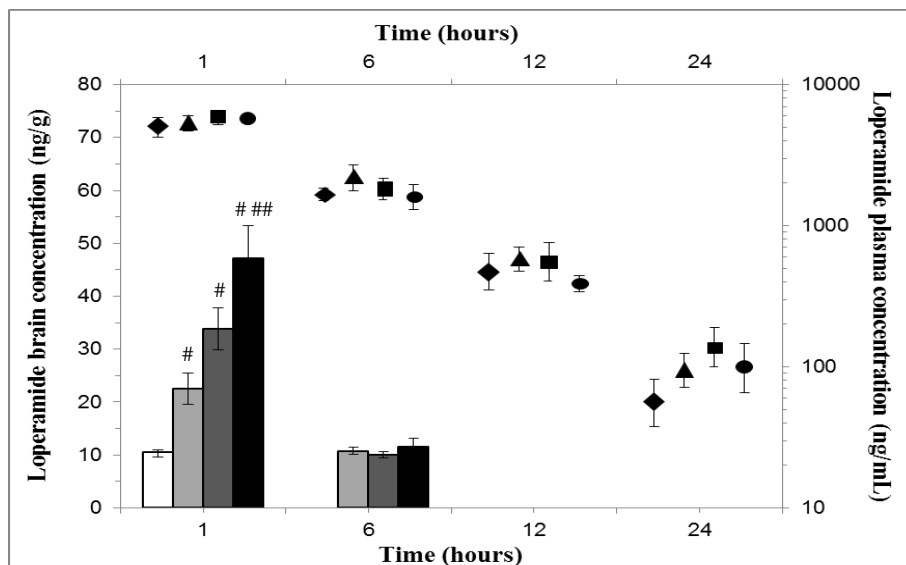 Time (hours)
1 6 12 24
80 10000
70
60
1000
50
40
30
100
20
10
0 10
# # # ##
Loperamide brain concentration (ng/g)
Loperamide plasma concentration (ng/mL)
1 6 12 24
Time (hours)